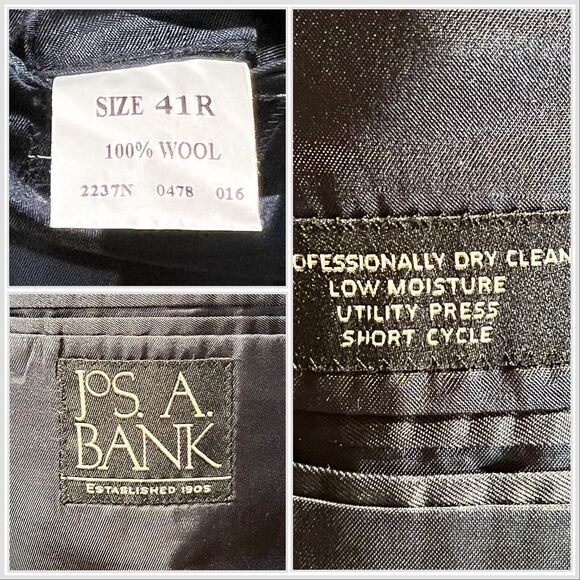 SIZE 41R
100% WOOL
2237N 0478 016
JOS. A.
BANK
ESTABLISHED 1905
OFESSIONALLY DRY CLEAN
LOW MOISTURE
UTILITY PRESS
SHORT CYCLE